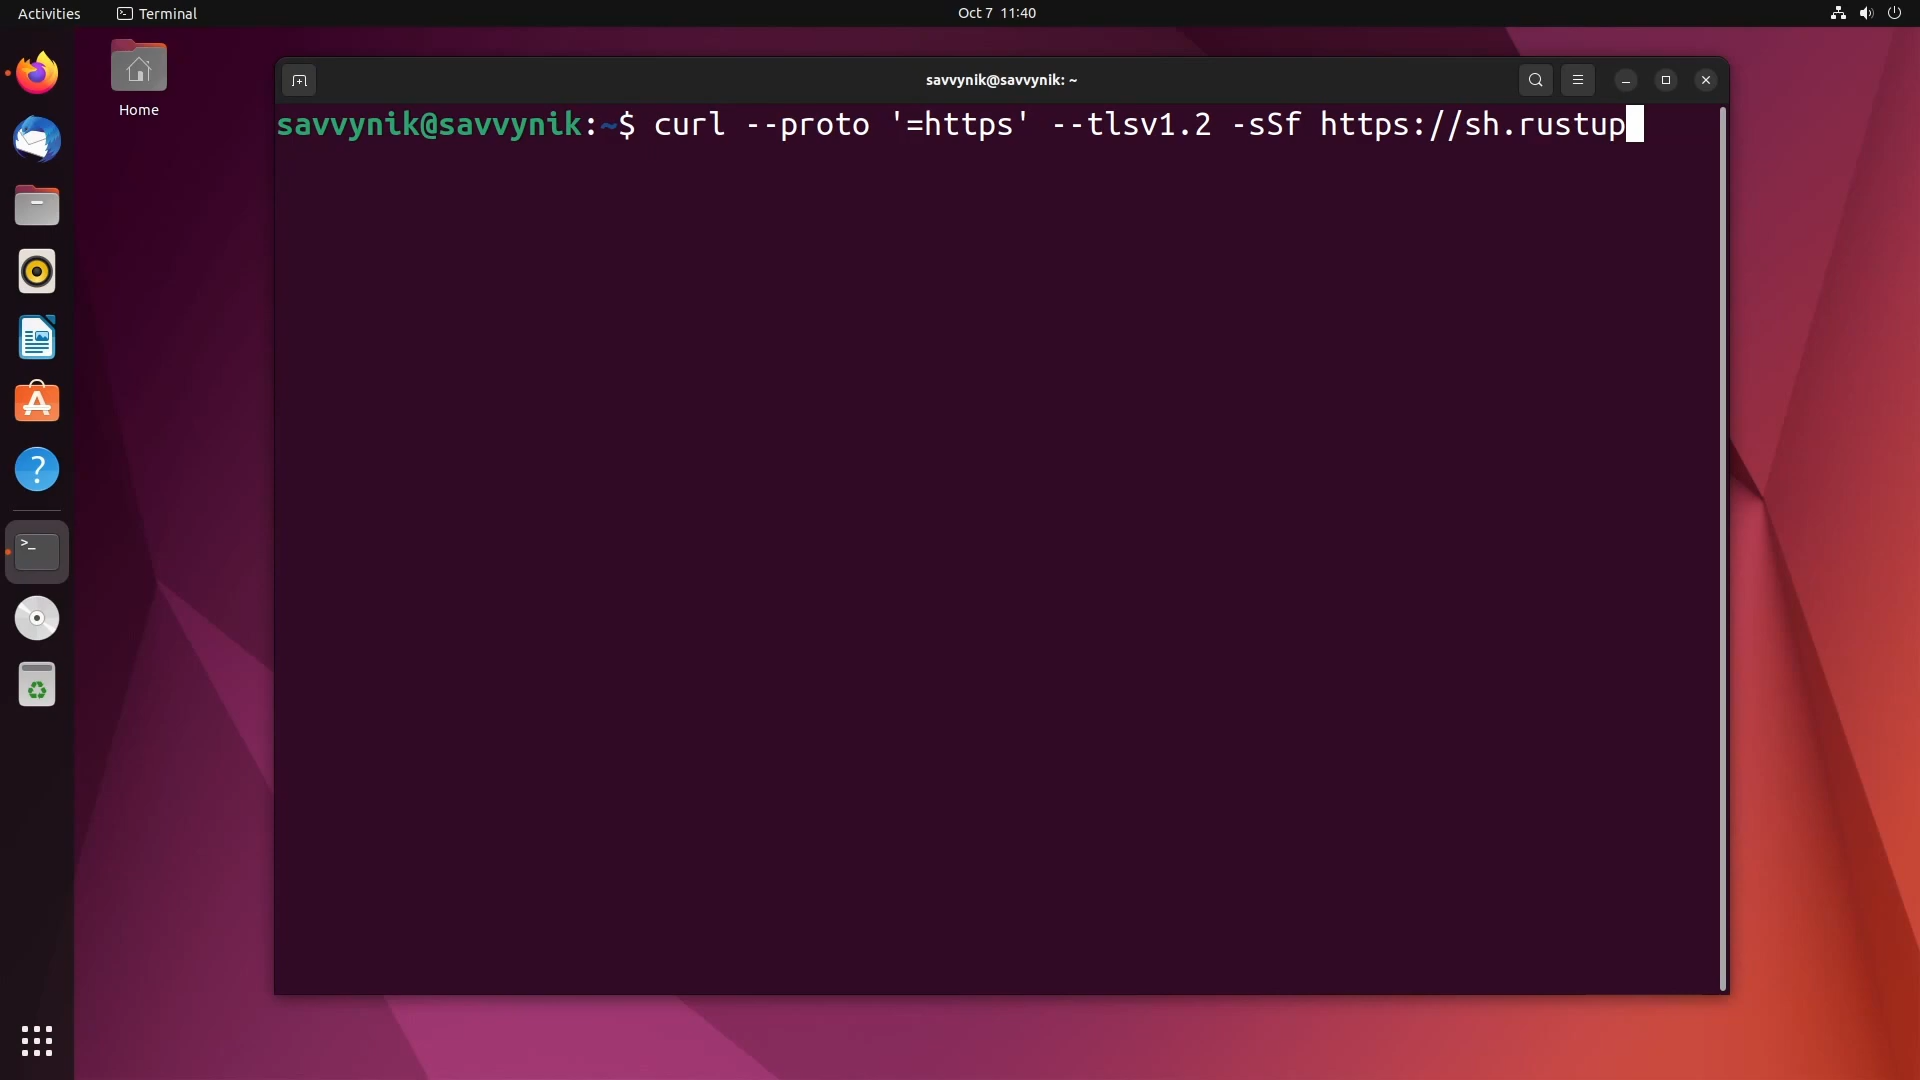 Activities
Terminal
Oct 7 11:40
Home
savvynik@savvynik: ~
savvynik@savvynik:~$ curl --proto '=https' --tlsv1.2 -sSf https://sh.rustup